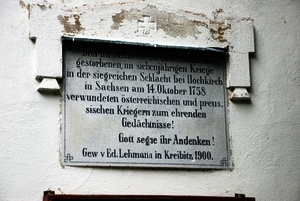 gestorbenen, im siebenjährigen Kriege
in der siegreichen Schlacht bei Hochkirch
in Sachsen am 14. Oktober 1758
verwundeten österreichischen und preus-
sischen Kriegern zum ehrenden
Gedächtnisse!
Gott segne ihr Andenken!
Gew v. Ed. Lehmann in Kreibitz, 1900.